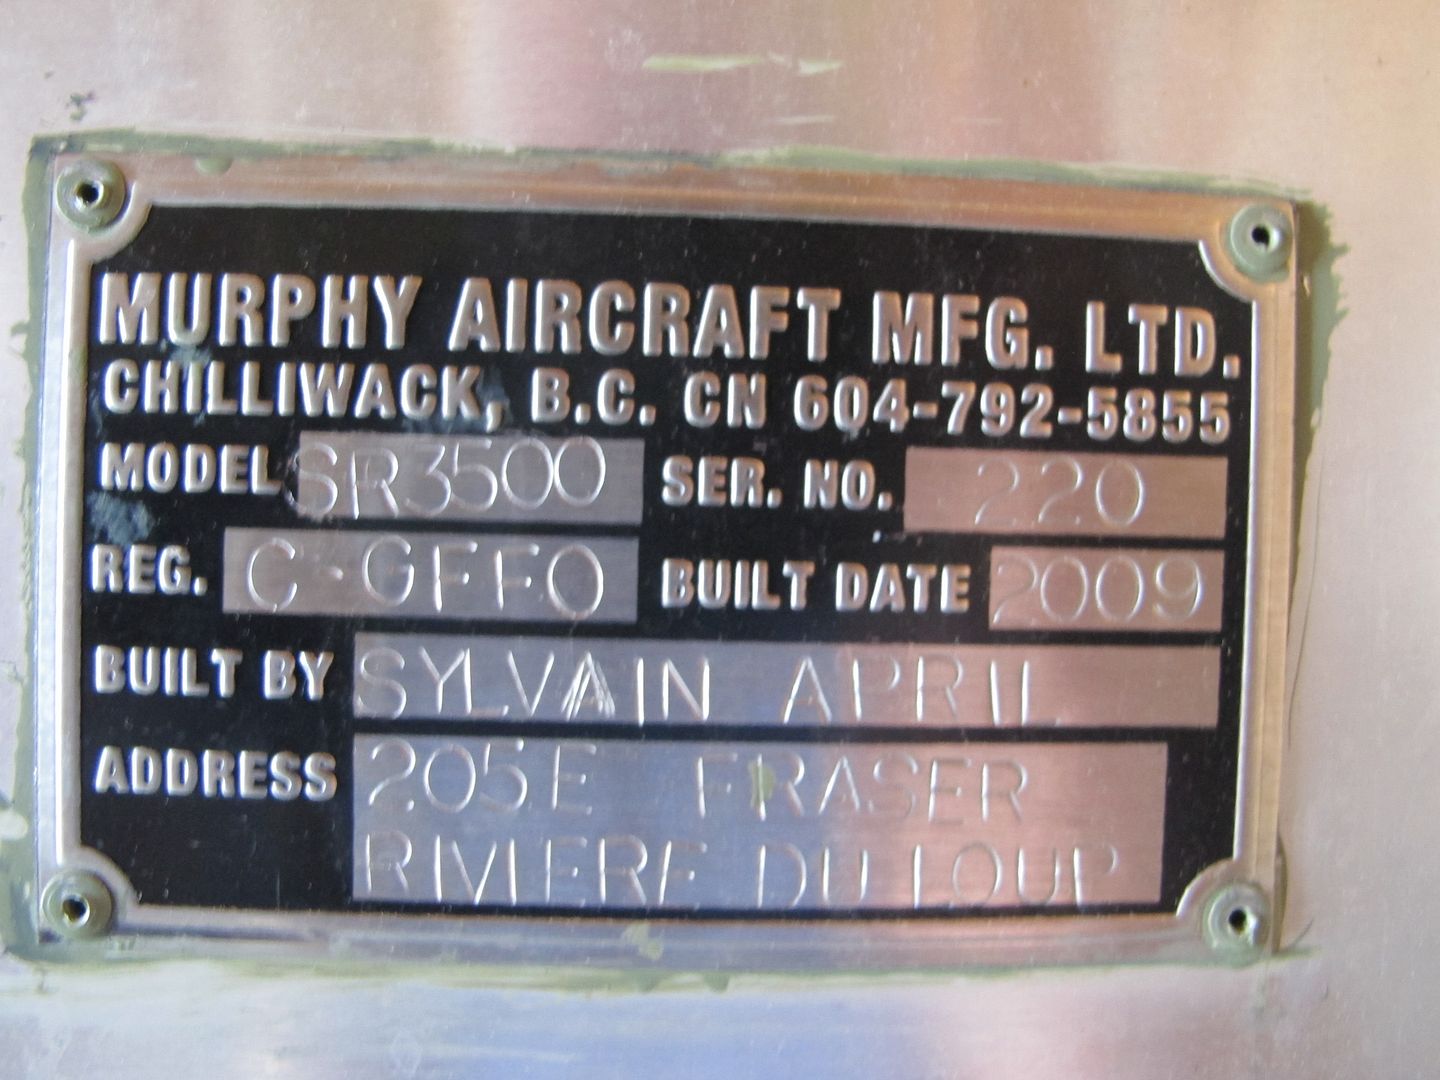 MURPHY AIRCRAFT MFG. LTD.
CHILLIWACK, B.C. CN 604-792-5855
MODEL SR3500 SER. NO. 220
REG. C-GFFO BUILT DATE 2009
BUILT BY SYLVAIN APRIL
ADDRESS 205E FRASER
RIVIERE DU LOUP